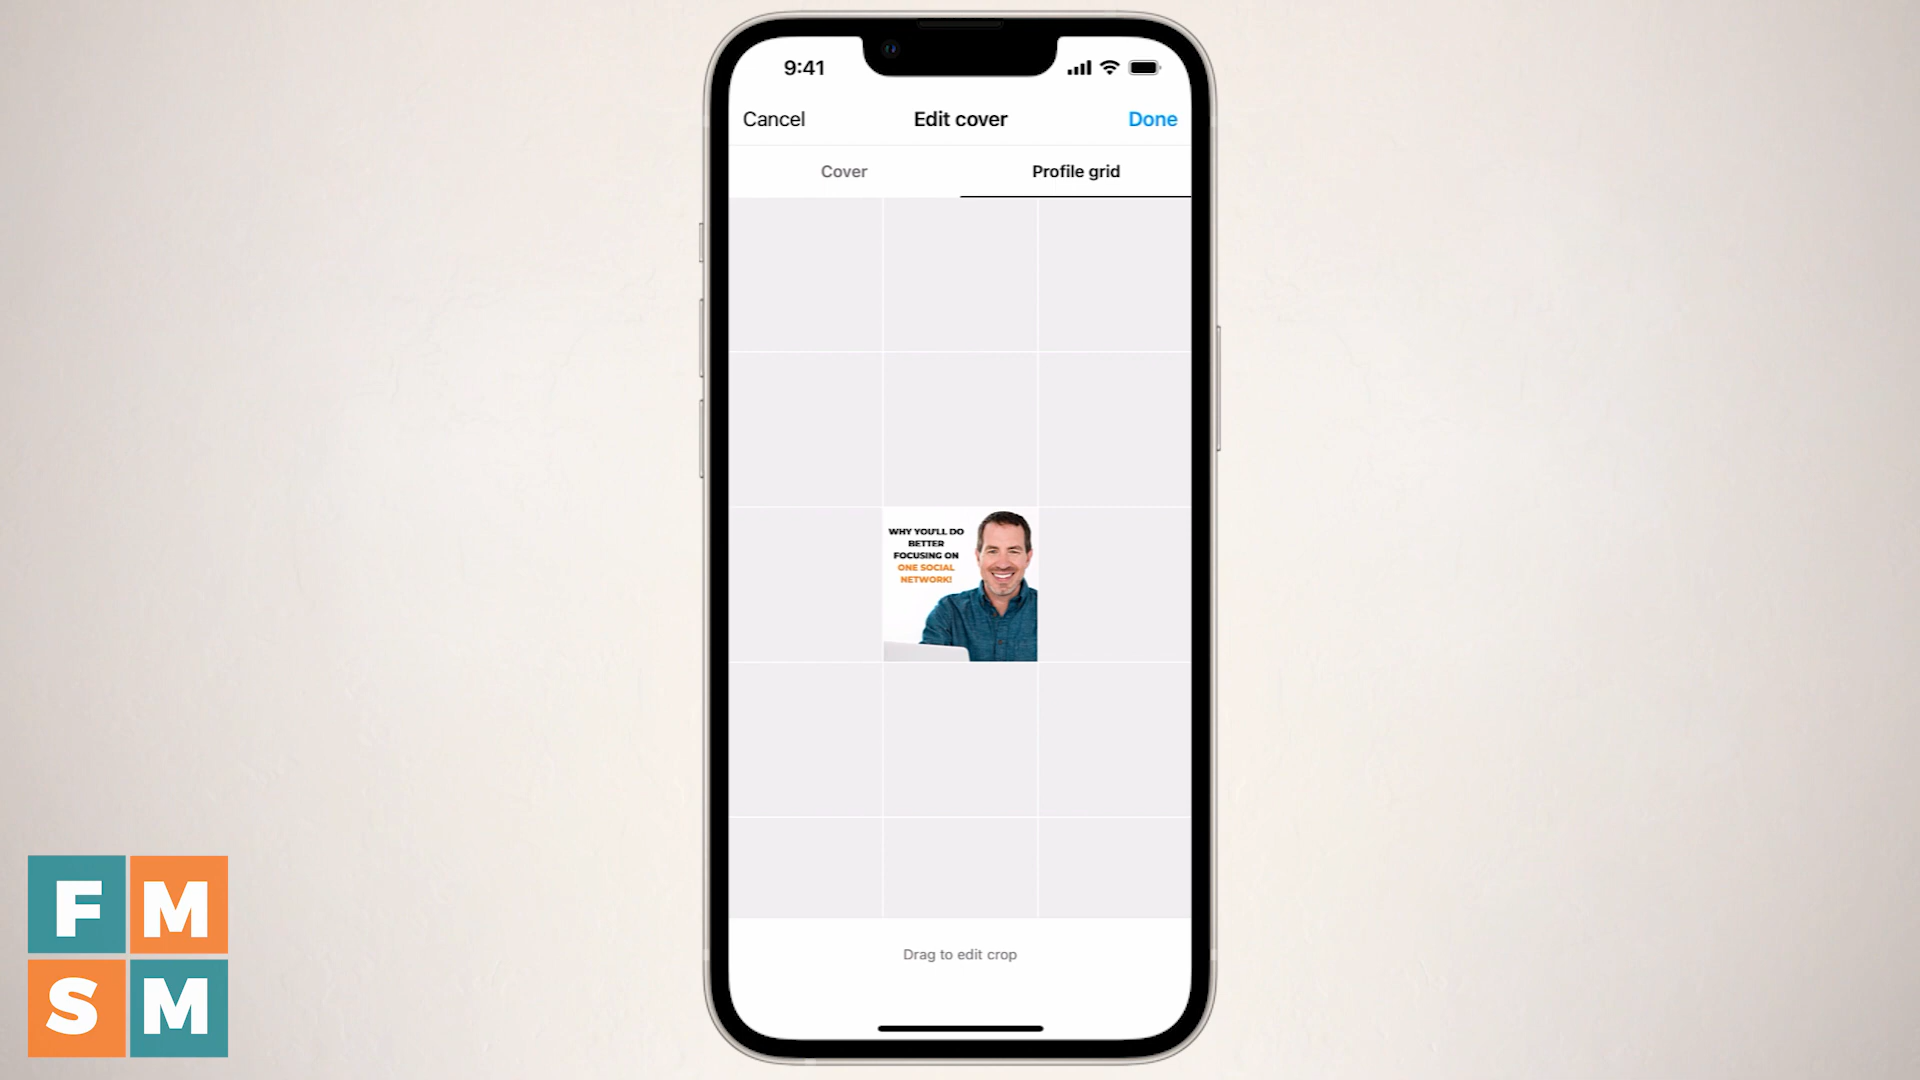 9:41
Cancel
Edit cover
Done
Cover
Profile grid
WHY YOU'LL DO
BETTER
FOCUSING ON
ONE SOCIAL
NETWORK!
Drag to edit crop
F M
S M